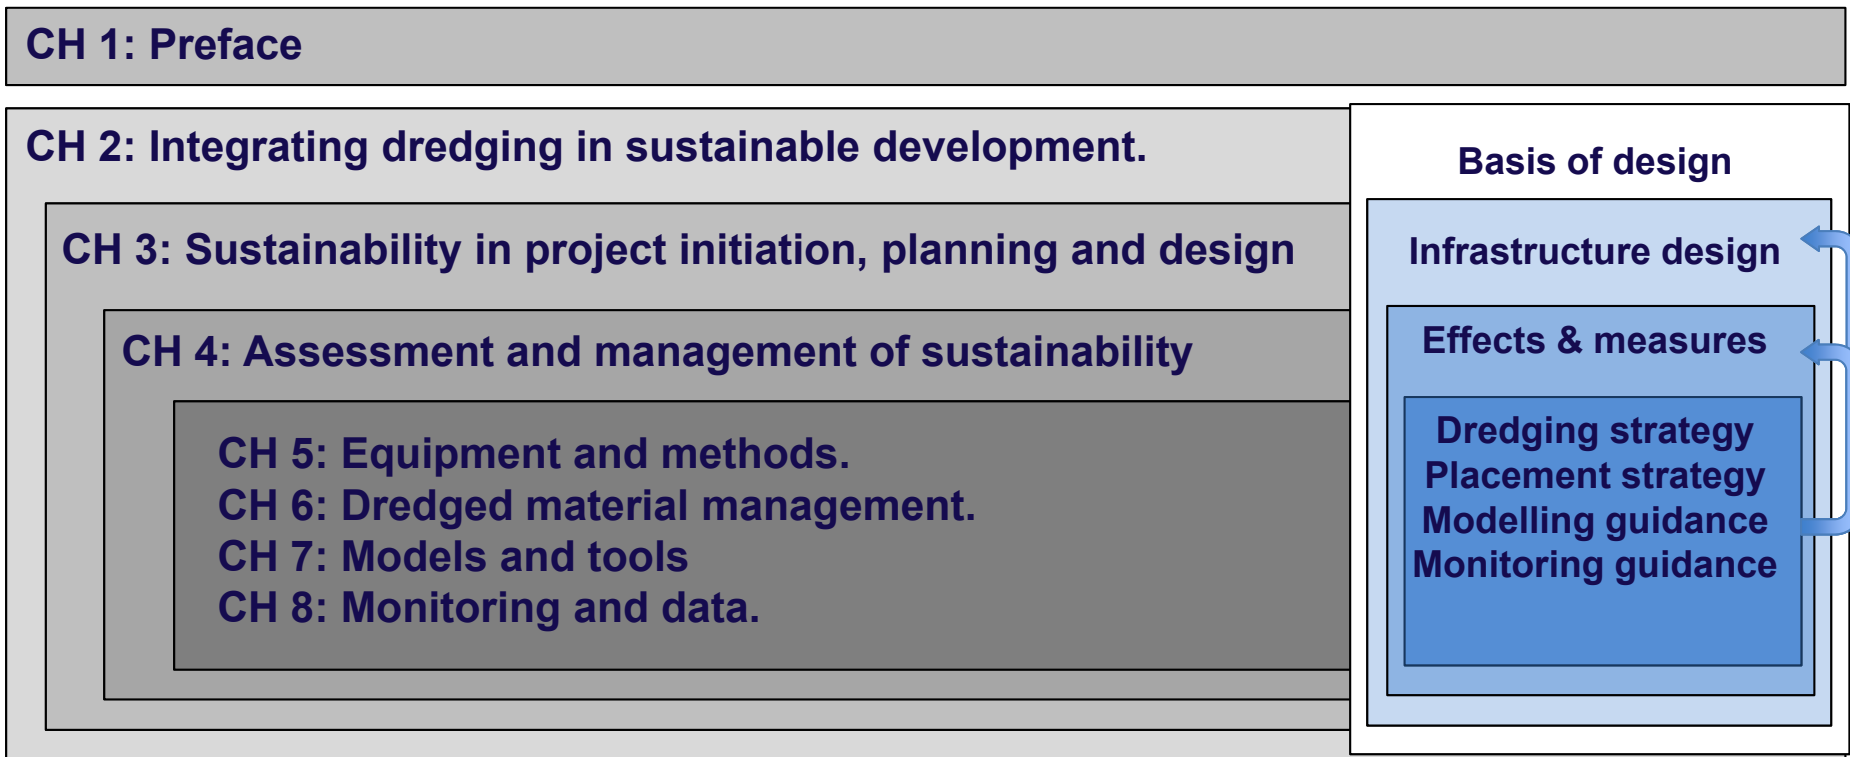 CH 1: Preface
CH 2: Integrating dredging in sustainable development.
CH 3: Sustainability in project initiation, planning and design
CH 4: Assessment and management of sustainability
CH 5: Equipment and methods.
CH 6: Dredged material management.
CH 7: Models and tools
CH 8: Monitoring and data.
Basis of design
Infrastructure design
Effects & measures
Dredging strategy
Placement strategy
Modelling guidance
Monitoring guidance